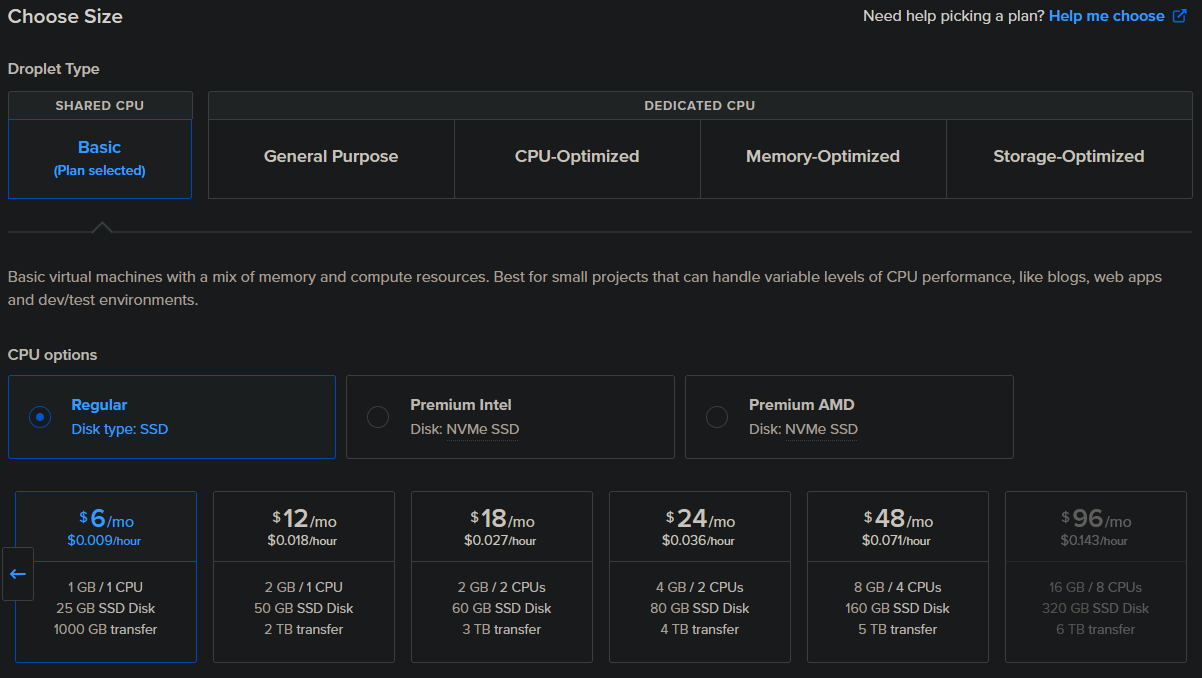 Choose Size
Need help picking a plan? Help me choose
Droplet Type
SHARED CPU
DEDICATED CPU
Basic
(Plan selected)
General Purpose
CPU-Optimized
Memory-Optimized
Storage-Optimized
Basic virtual machines with a mix of memory and compute resources. Best for small projects that can handle variable levels of CPU performance, like blogs, web apps
and dev/test environments.
CPU options
Regular
Disk type: SSD
Premium Intel
Disk: NVMe SSD
Premium AMD
Disk: NVMe SSD
$6/mo
$0.009/hour
1 GB / 1 CPU
25 GB SSD Disk
1000 GB transfer
$12/mo
$0.018/hour
2 GB / 1 CPU
50 GB SSD Disk
2 TB transfer
$18/mo
$0.027/hour
2 GB / 2 CPUs
60 GB SSD Disk
3 TB transfer
$24/mo
$0.036/hour
4 GB / 2 CPUs
80 GB SSD Disk
4 TB transfer
$48/mo
$0.071/hour
8 GB / 4 CPUs
160 GB SSD Disk
5 TB transfer
$96/mo
$0.143/hour
16 GB / 8 CPUs
320 GB SSD Disk
6 TB transfer